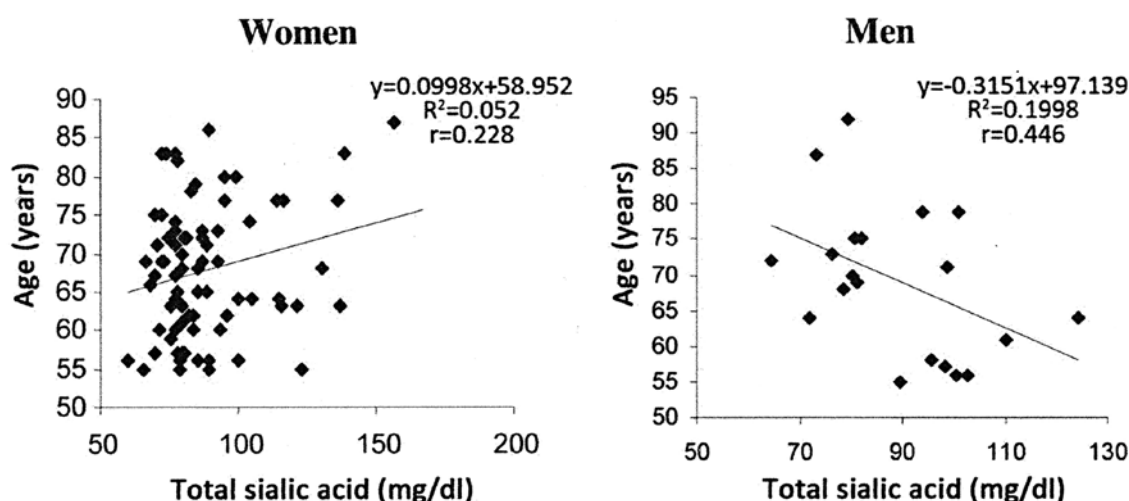 Women
y=0.0998x+58.952
R²=0.052
r=0.228
90
85
80
75
70
65
60
55
50
50 100 150 200
Age (years)
Total sialic acid (mg/dl)
Men
y=-0.3151x+97.139
R²=0.1998
r=0.446
95
90
85
80
75
70
65
60
55
50
50 70 90 110 130
Age (years)
Total sialic acid (mg/dl)